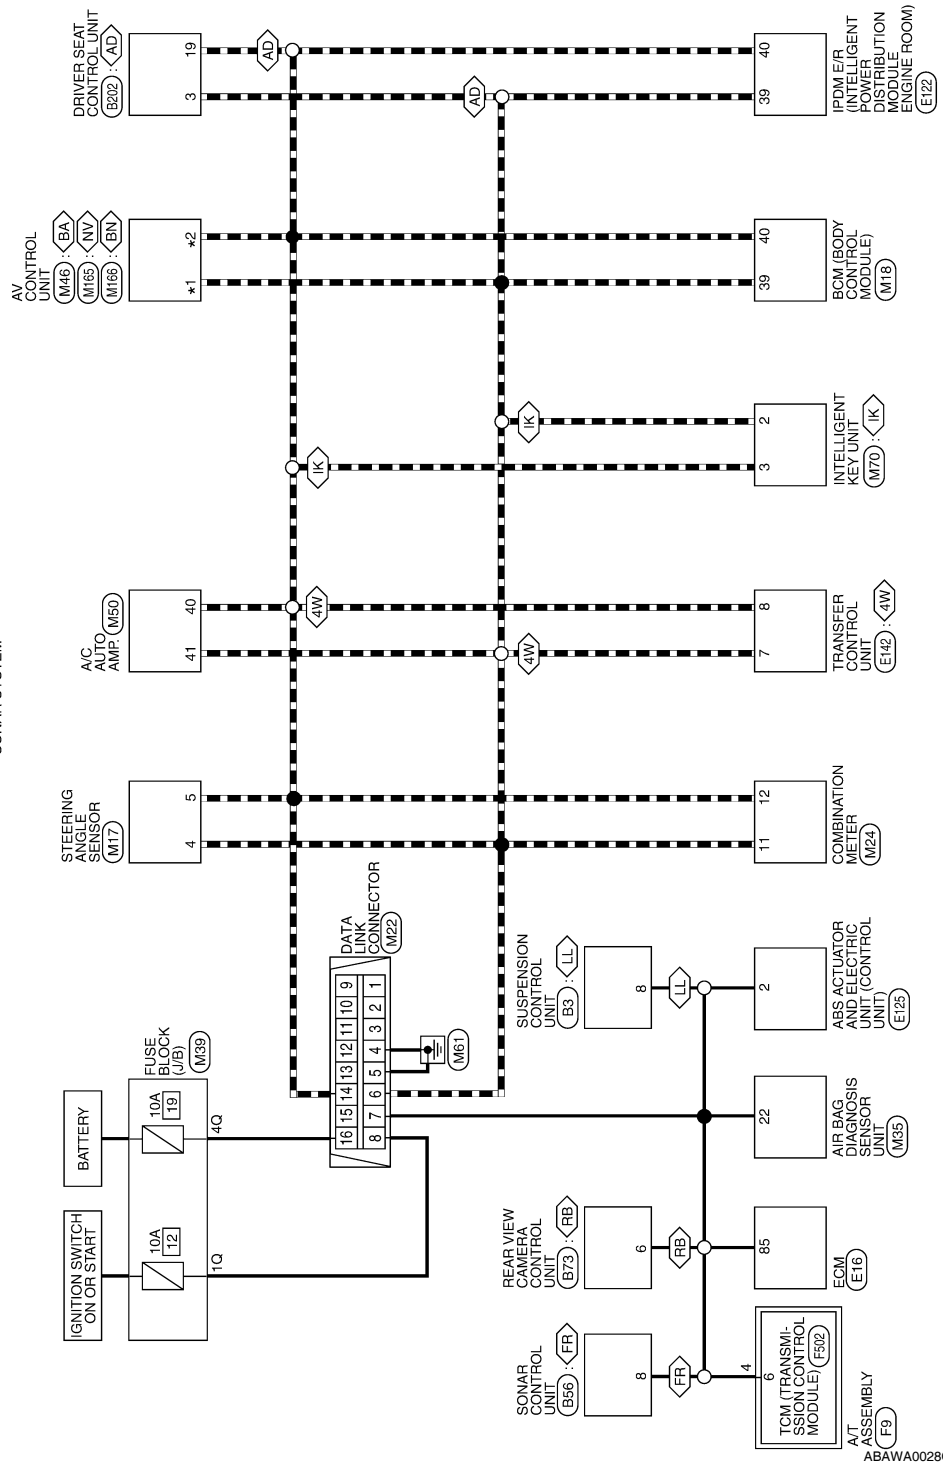 IGNITION SWITCH
ON OR START
BATTERY
10A
12
10A
19
FUSE
BLOCK
(J/B)
M39
1Q
4Q
STEERING
ANGLE
SENSOR
M17
4
5
A/C
AUTO
AMP.
M50
41
40
AV
CONTROL
UNIT
M46 : BA
M165 : NV
M166 : BN
*1
*2
DRIVER SEAT
CONTROL UNIT
B202 : AD
3
19
AD
DATA
LINK
CONNECTOR
M22
16 15 14 13 12 11 10 9
8 7 6 5 4 3 2 1
M61
4W
IK
AD
4W
IK
SONAR
CONTROL
UNIT
B56 : FR
8
FR
REAR VIEW
CAMERA
CONTROL
UNIT
B73 : RB
6
RB
SUSPENSION
CONTROL
UNIT
B3 : LL
8
LL
4
6
TCM (TRANSMI-
SSION CONTROL
MODULE)
F502
A/T
ASSEMBLY
F9
85
ECM
E16
22
AIR BAG
DIAGNOSIS
SENSOR
UNIT
M35
2
ABS ACTUATOR
AND ELECTRIC
UNIT (CONTROL
UNIT)
E125
11
12
COMBINATION
METER
M24
7
8
TRANSFER
CONTROL
UNIT
E142 : 4W
3
2
INTELLIGENT
KEY UNIT
M70 : IK
39
40
BCM (BODY
CONTROL
MODULE)
M18
39
40
IPDM E/R
(INTELLIGENT
POWER
DISTRIBUTION
MODULE
ENGINE ROOM)
E122